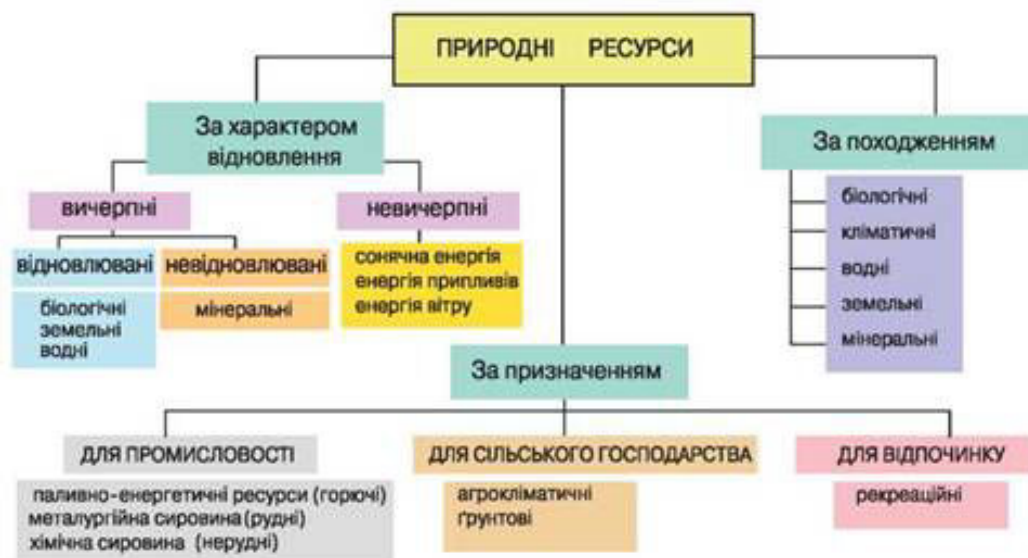 ПРИРОДНІ РЕСУРСИ
За характером
відновлення
За походженням
вичерпні
невичерпні
відновлювані
невідновлювані
біологічні
земельні
водні
мінеральні
сонячна енергія
енергія припливів
енергія вітру
біологічні
кліматичні
водні
земельні
мінеральні
За призначенням
ДЛЯ ПРОМИСЛОВОСТІ
паливно-енергетичні ресурси (горючі)
металургійна сировина (рудні)
хімічна сировина (нерудні)
ДЛЯ СІЛЬСЬКОГО ГОСПОДАРСТВА
агрокліматичні
ґрунтові
ДЛЯ ВІДПОЧИНКУ
рекреаційні